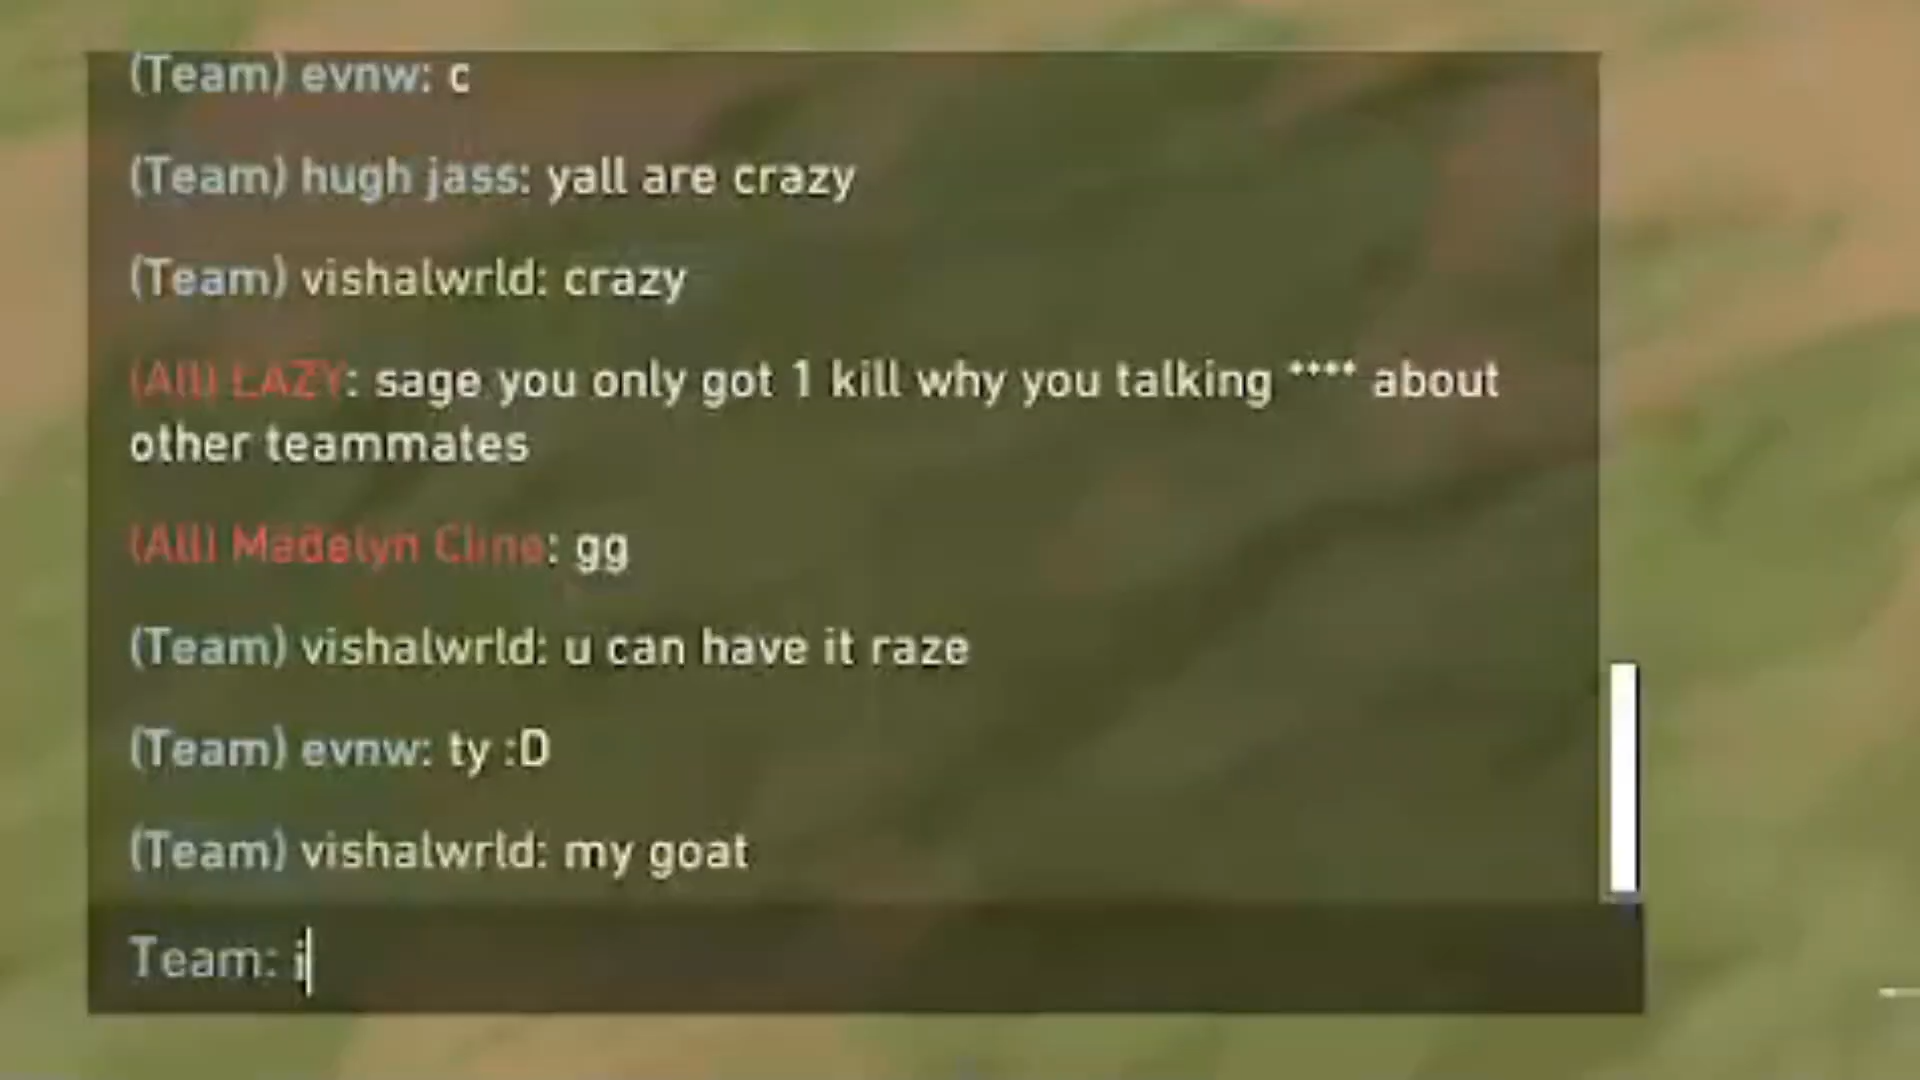 (Team) evnw: c
(Team) hugh jass: yall are crazy
(Team) vishalwrld: crazy
(All) LAZY: sage you only got 1 kill why you talking **** about
other teammates
(All) Madelyn Cline: gg
(Team) vishalwrld: u can have it raze
(Team) evnw: ty :D
(Team) vishalwrld: my goat
Team: i